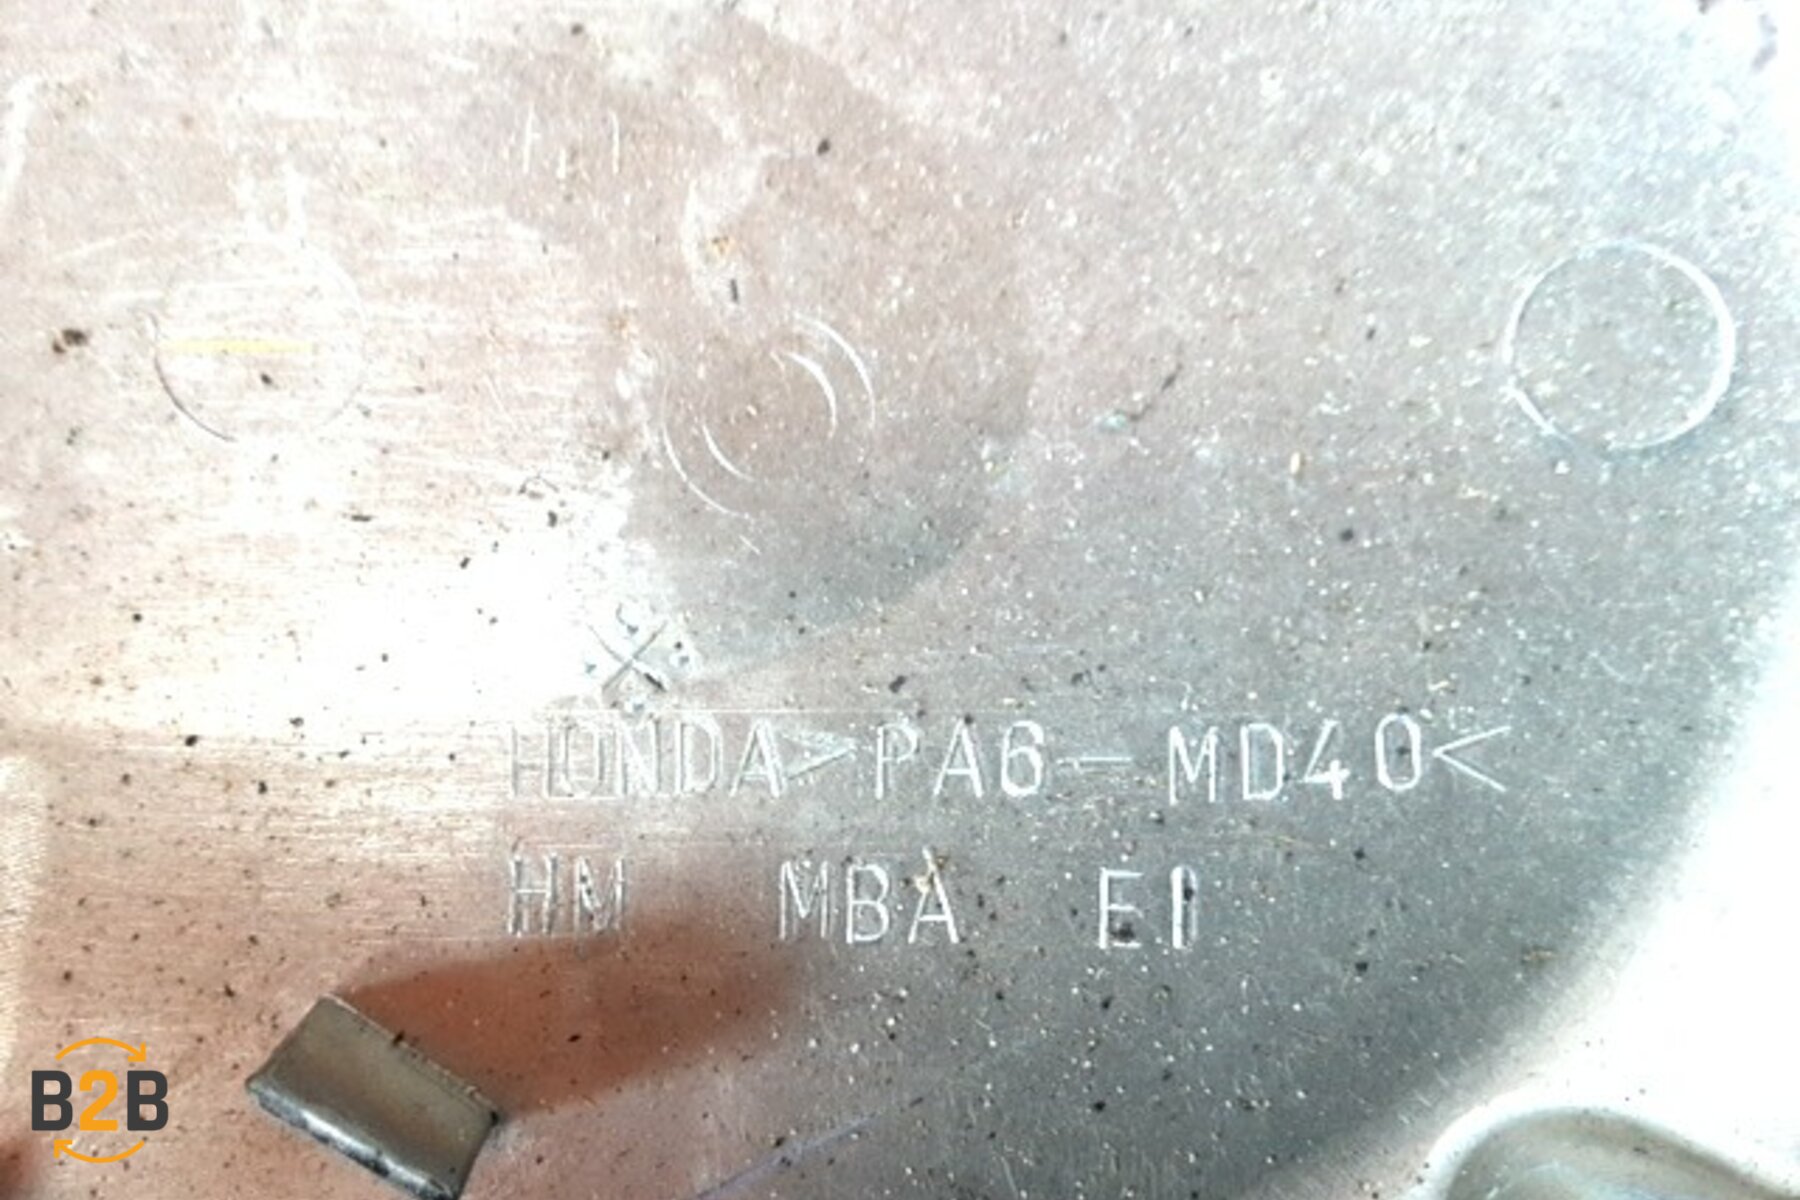 HONDA>PA6-MD40<
HM MBA E1
B2B